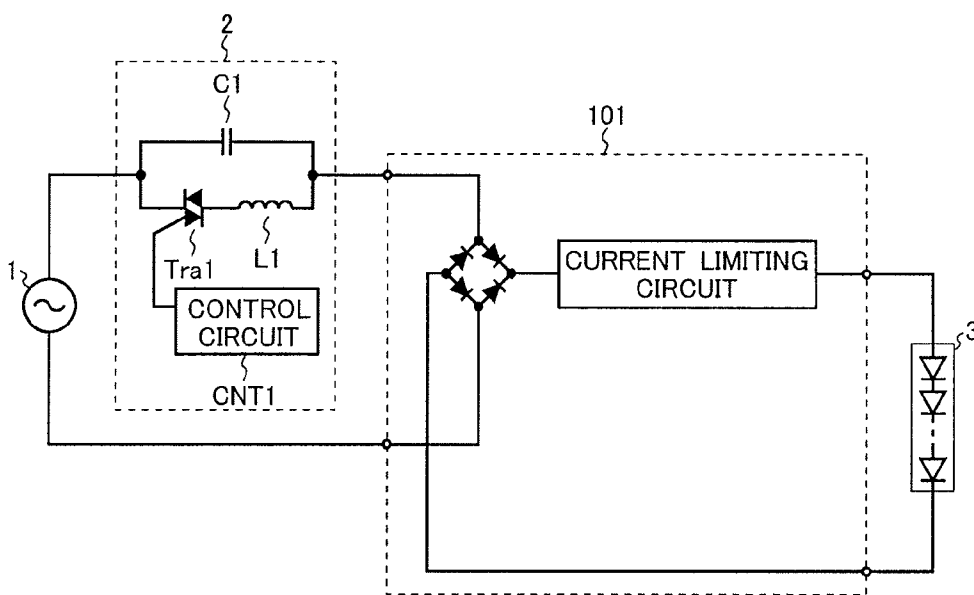 2
C1
101
Tra1
L1
1
CONTROL
CIRCUIT
CNT1
CURRENT LIMITING
CIRCUIT
3